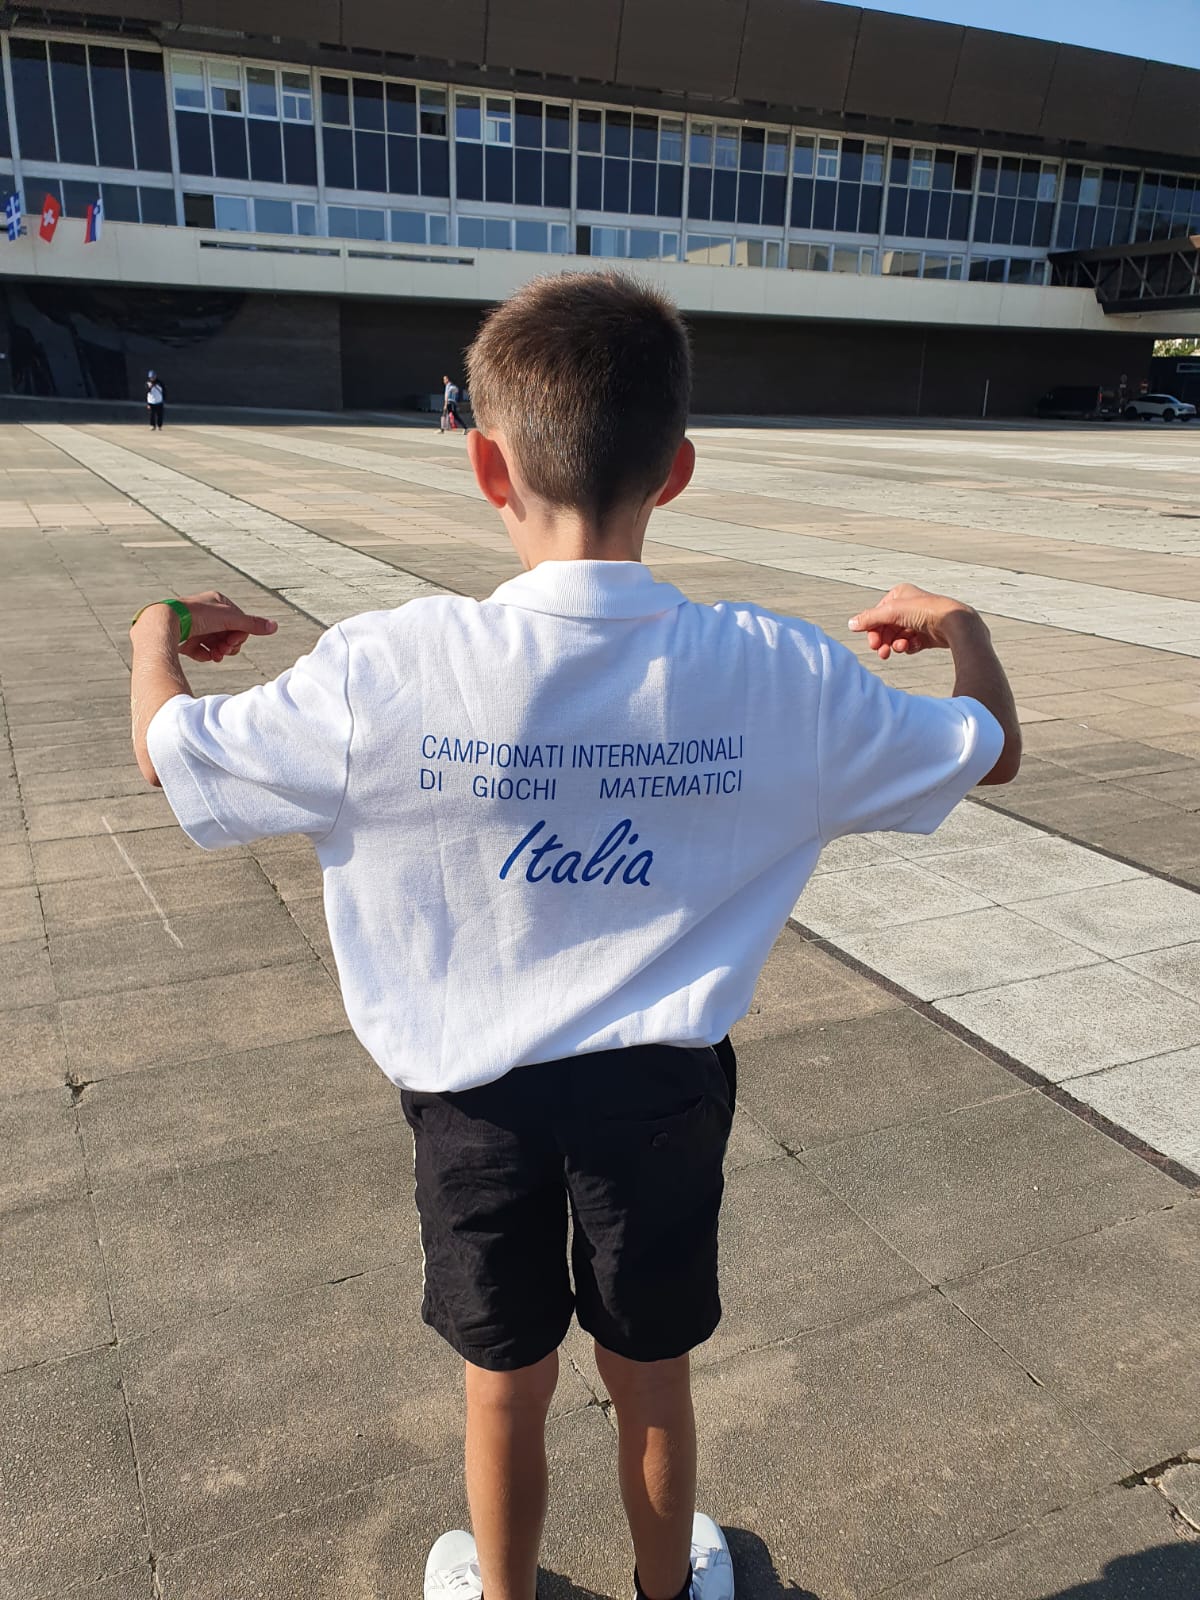 CAMPIONATI INTERNAZIONALI
DI GIOCHI MATEMATICI
Italia